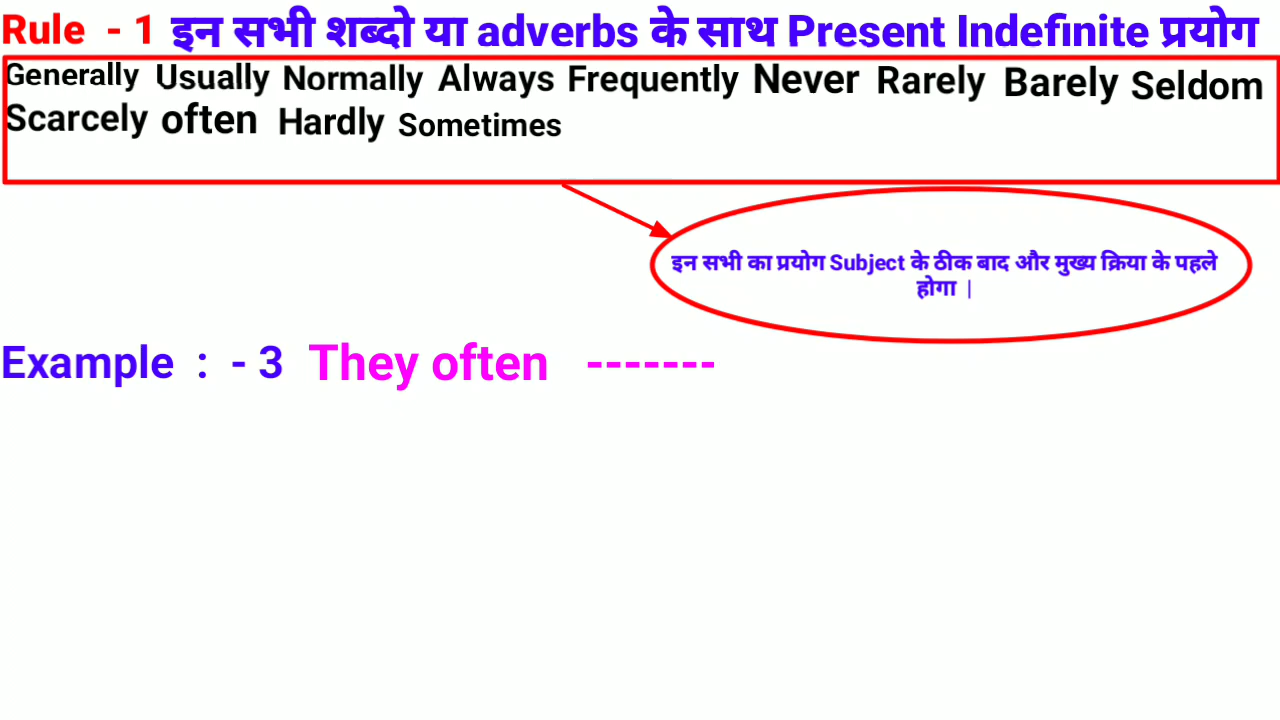 Rule - 1 इन सभी शब्दो या adverbs के साथ Present Indefinite प्रयोग
Generally Usually Normally Always Frequently Never Rarely Barely Seldom
Scarcely often Hardly Sometimes
इन सभी का प्रयोग Subject के ठीक बाद और मुख्य क्रिया के पहले
होगा |
Example : - 3 They often -------